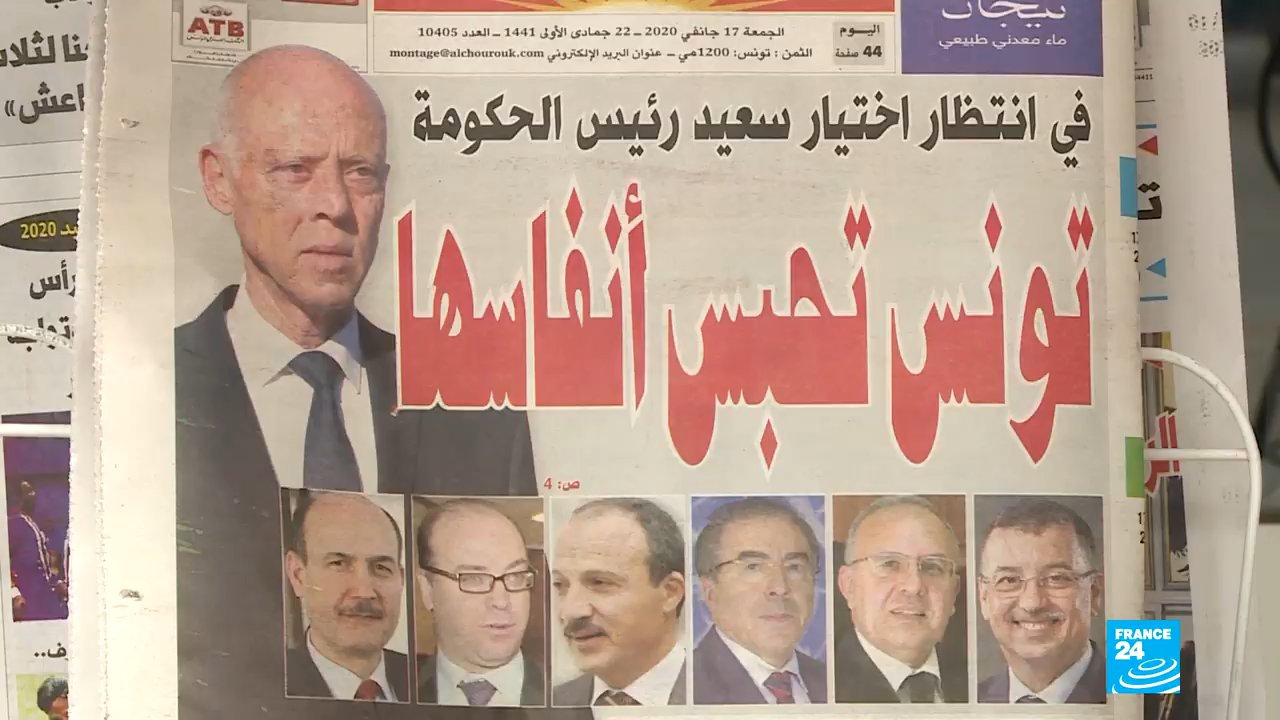 ATB
اليوم
44 صفحة
الجمعة 17 جانفي 2020 ـ 22 جمادى الأولى 1441 ـ العدد 10405
الثمن : تونس: 1200مي ـ عنوان البريد الإلكتروني montage@alchourouk.com
ماء معدني طبيعي
في انتظار اختيار سعيد رئيس الحكومة
تونس تحبس أنفاسها
ص: 4
2020
FRANCE
24